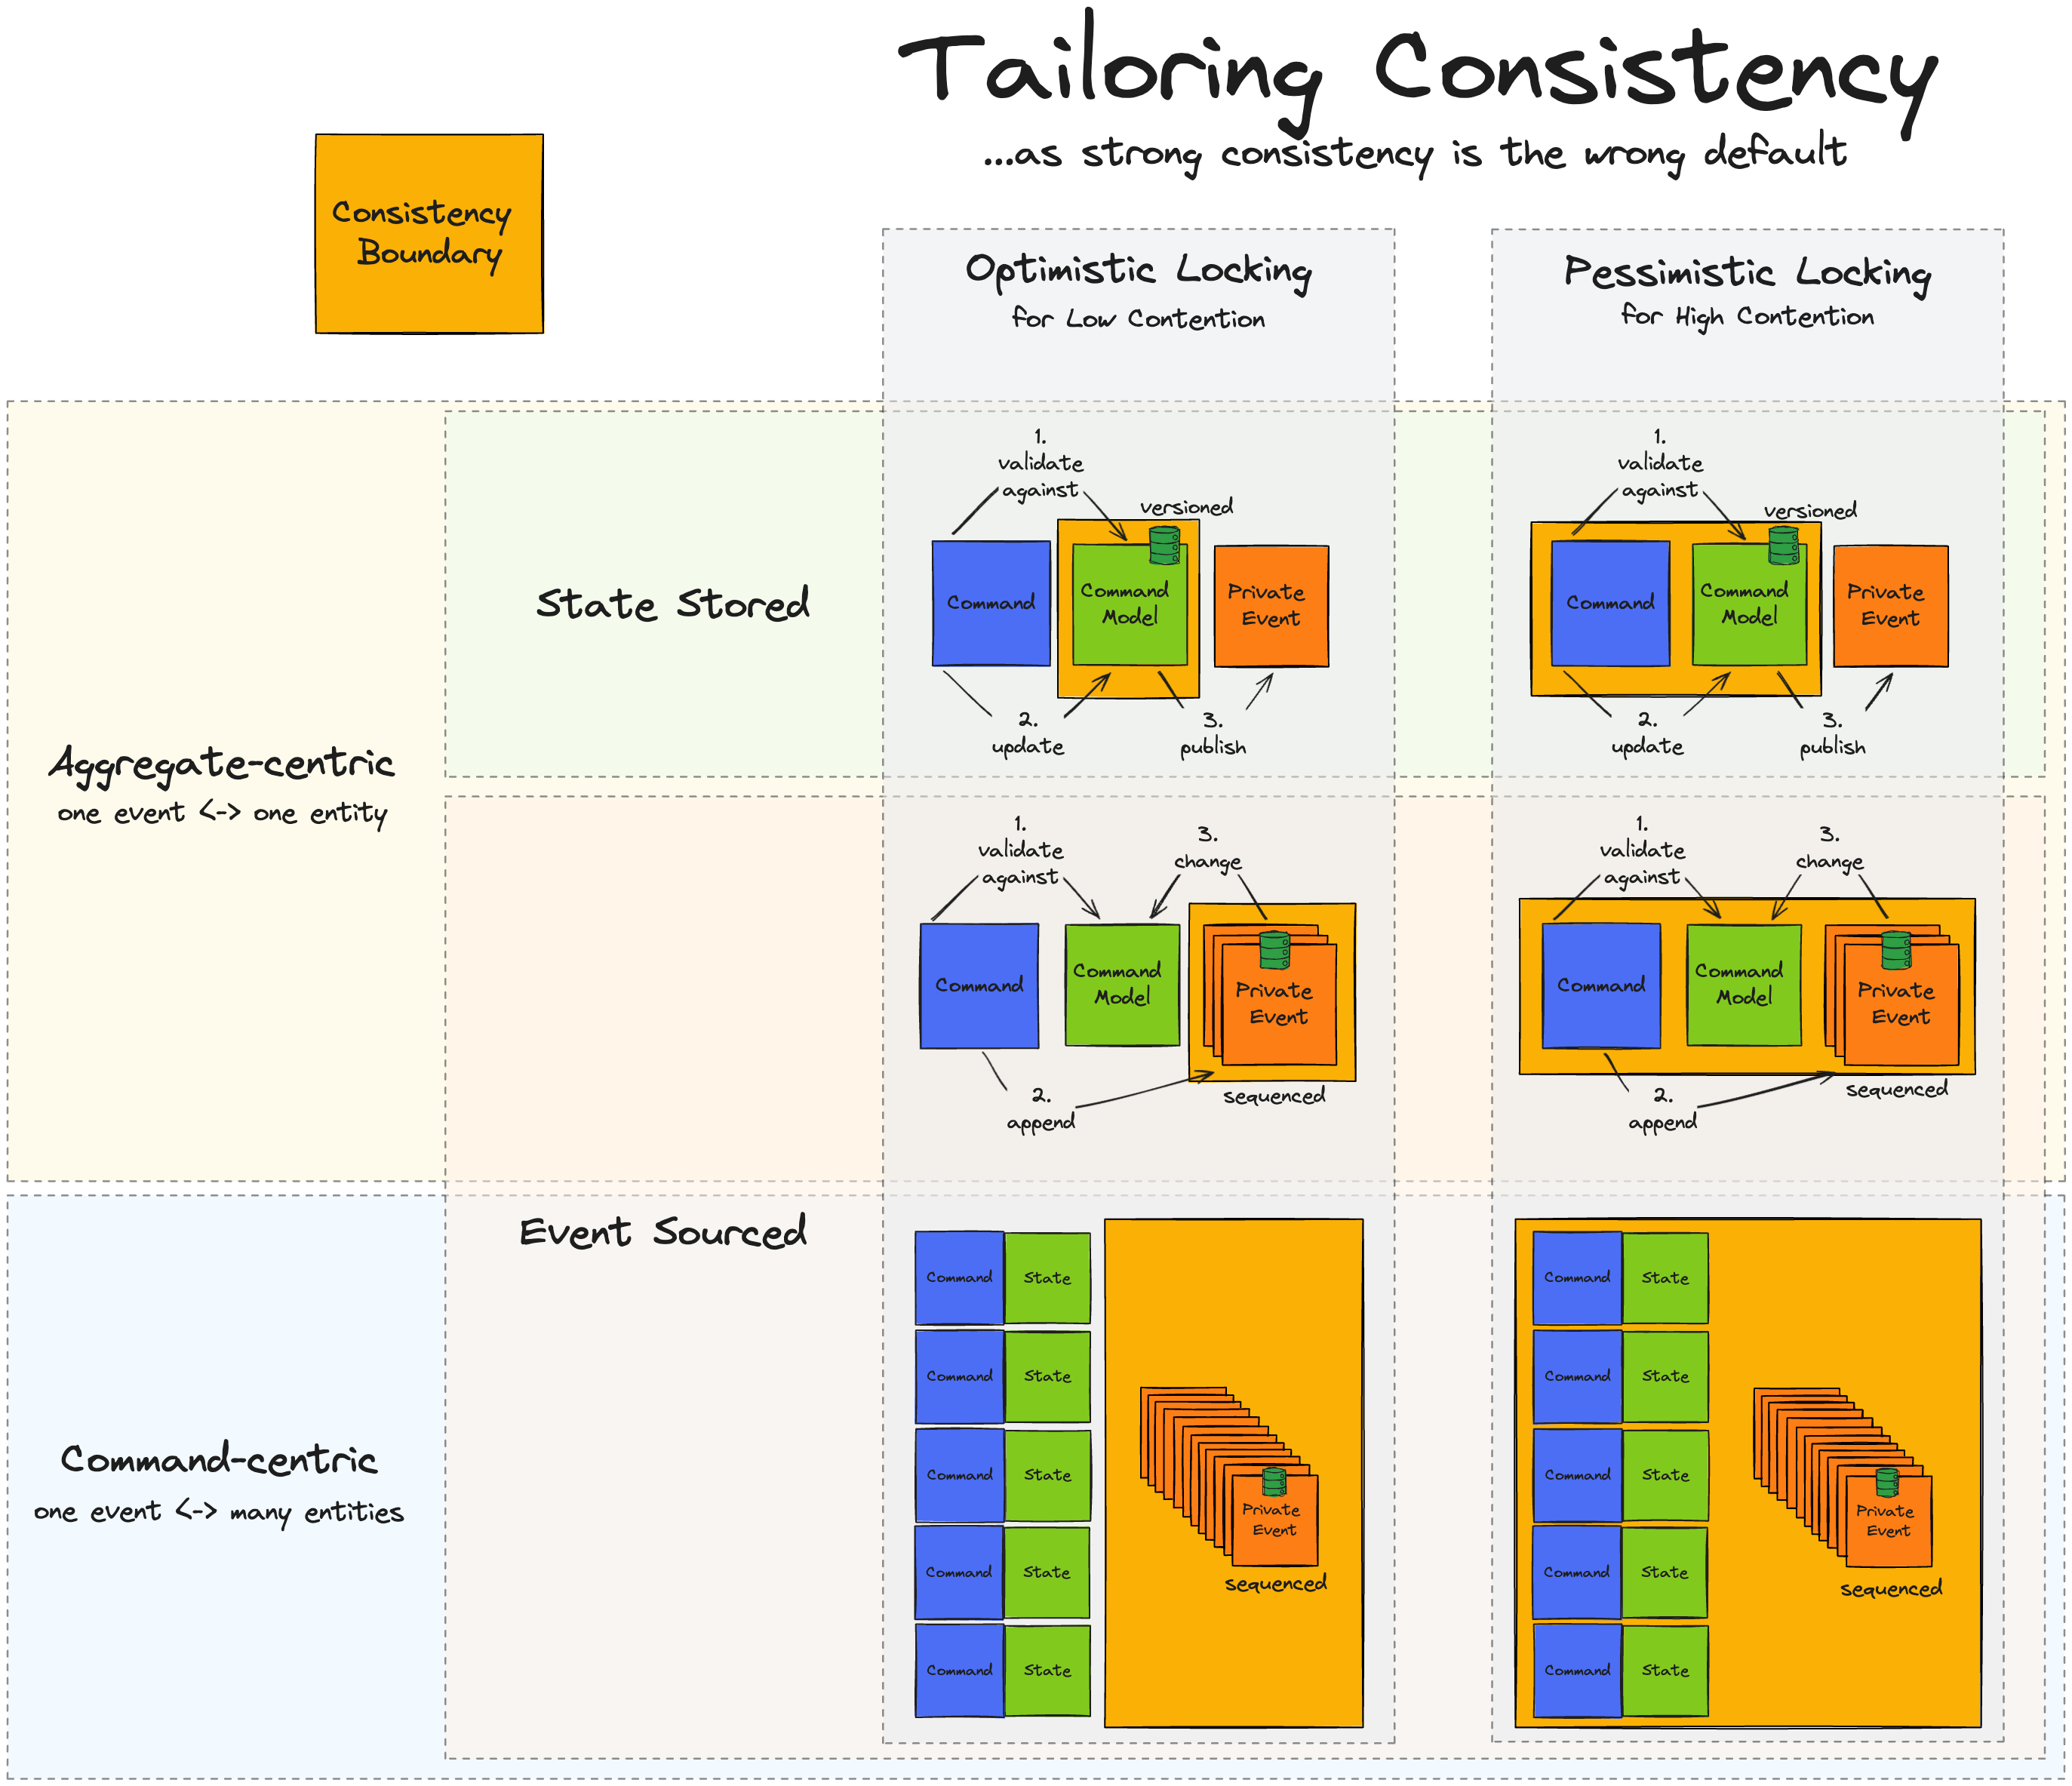 Tailoring Consistency
...as strong consistency is the wrong default
Consistency
Boundary
Optimistic Locking
for Low Contention
Pessimistic Locking
for High Contention
Aggregate-centric
one event <-> one entity
State Stored
1.
validate
against
versioned
Command
Command
Model
Private
Event
2.
update
3.
publish
1.
validate
against
versioned
Command
Command
Model
Private
Event
2.
update
3.
publish
Event Sourced
1.
validate
against
3.
change
Command
Command
Model
Private
Event
sequenced
2.
append
1.
validate
against
3.
change
Command
Command
Model
Private
Event
sequenced
2.
append
Command-centric
one event <-> many entities
Command
State
Command
State
Command
State
Command
State
Command
State
Private
Event
sequenced
Command
State
Command
State
Command
State
Command
State
Command
State
Private
Event
sequenced